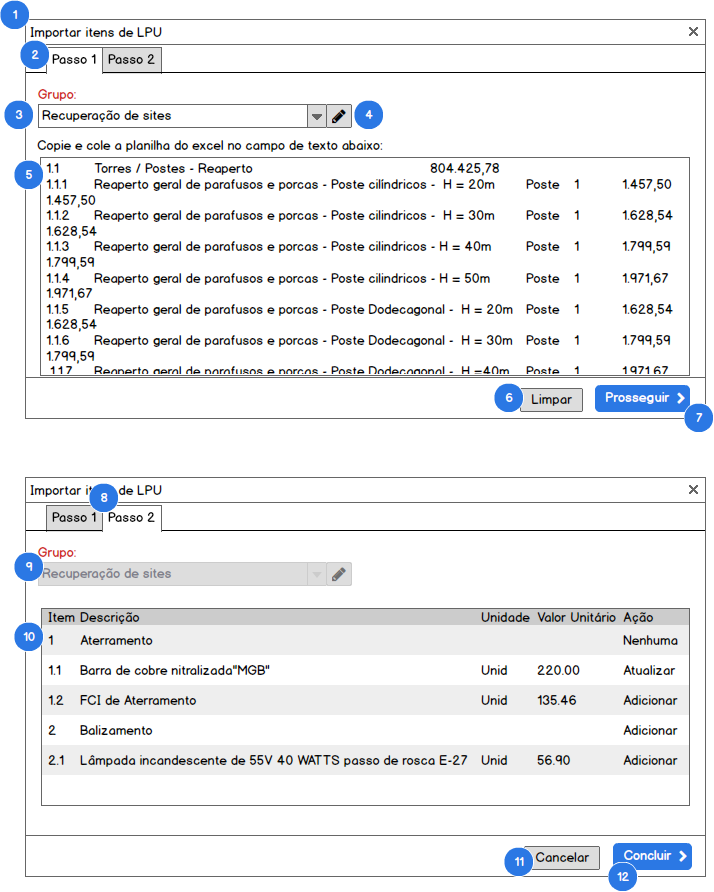 1
Importar itens de LPU
2 Passo 1 Passo 2
Grupo:
3 Recuperação de sites 4
Copie e cole a planilha do excel no campo de texto abaixo:
5 1.1 Torres / Postes - Reaperto 804.425,78
1.1.1 Reaperto geral de parafusos e porcas - Poste cilíndricos - H = 20m Poste 1 1.457,50
1.457,50
1.1.2 Reaperto geral de parafusos e porcas - Poste cilindricos - H = 30m Poste 1 1.628,54
1.628,54
1.1.3 Reaperto geral de parafusos e porcas - Poste cilindricos - H = 40m Poste 1 1.799,59
1.799,59
1.1.4 Reaperto geral de parafusos e porcas - Poste cilindricos - H = 50m Poste 1 1.971,67
1.971,67
1.1.5 Reaperto geral de parafusos e porcas - Poste Dodecagonal - H = 20m Poste 1 1.628,54
1.628,54
1.1.6 Reaperto geral de parafusos e porcas - Poste Dodecagonal - H = 30m Poste 1 1.799,59
1.799,59
1.1.7 Reaperto geral de parafusos e porcas - Poste Dodecagonal - H =40m Poste 1 1.971,67
6 Limpar Prosseguir
7
Importar de LPU
8
Passo 1 Passo 2
Grupo:
9 Recuperação de sites
Item Descrição Unidade Valor Unitário Ação
10 1 Aterramento Nenhuma
1.1 Barra de cobre nitralizada"MGB" Unid 220.00 Atualizar
1.2 FCI de Aterramento Unid 135.46 Adicionar
2 Balizamento Adicionar
2.1 Lâmpada incandescente de 55V 40 WATTS passo de rosca E-27 Unid 56.90 Adicionar
11 Cancelar Concluir
12